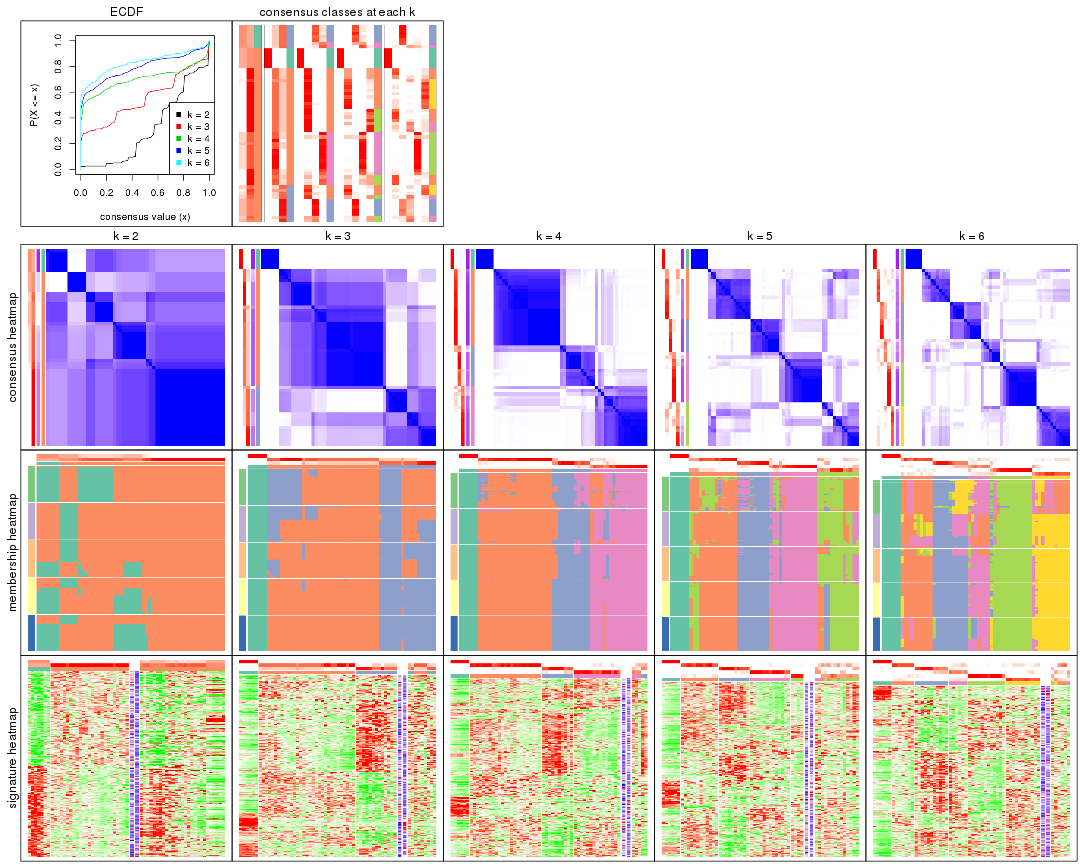 ECDF
consensus classes at each k
P(X <= x)
0.0 0.2 0.4 0.6 0.8 1.0
k = 2
k = 3
k = 4
k = 5
k = 6
0.0 0.2 0.4 0.6 0.8 1.0
consensus value (x)
k = 2
k = 3
k = 4
k = 5
k = 6
consensus heatmap
membership heatmap
signature heatmap